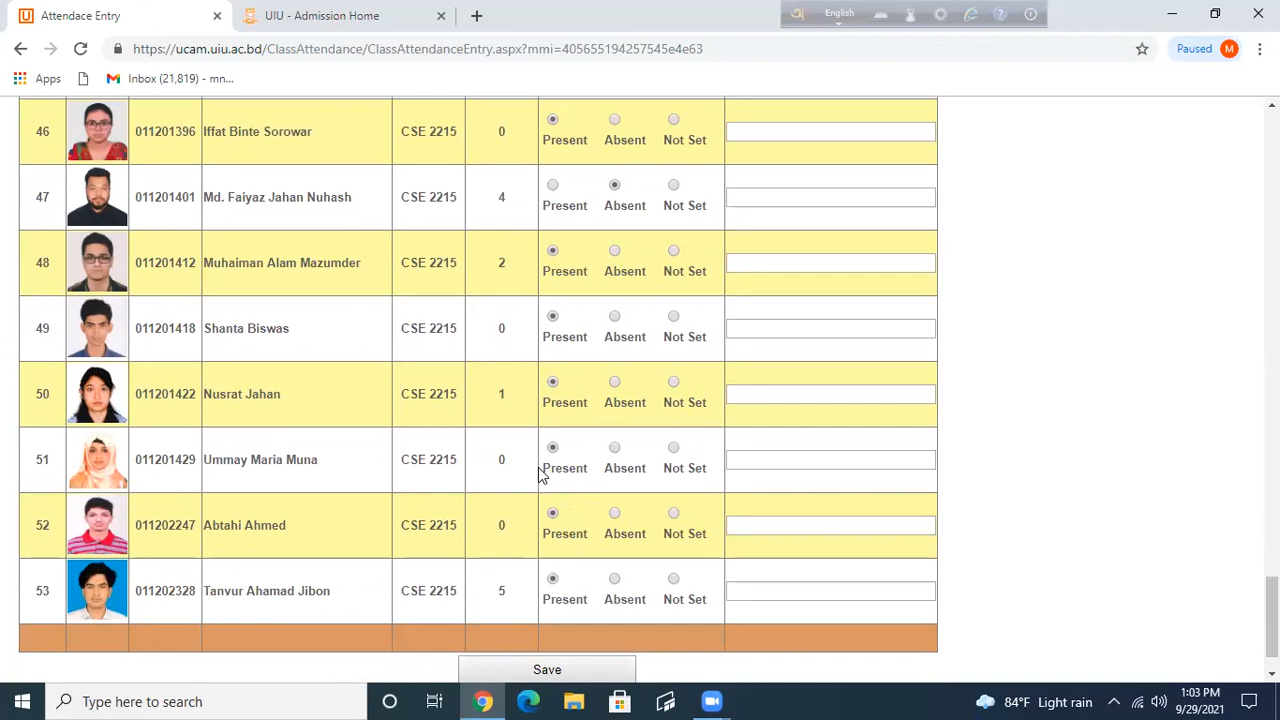 Attendace Entry
UIU - Admission Home
English
https://ucam.uiu.ac.bd/ClassAttendance/ClassAttendanceEntry.aspx?mmi=405655194257545e4e63
Paused M
Apps
Inbox (21,819) - mn...
46 011201396 Iffat Binte Sorowar CSE 2215 0 Present Absent Not Set
47 011201401 Md. Faiyaz Jahan Nuhash CSE 2215 4 Present Absent Not Set
48 011201412 Muhaiman Alam Mazumder CSE 2215 2 Present Absent Not Set
49 011201418 Shanta Biswas CSE 2215 0 Present Absent Not Set
50 011201422 Nusrat Jahan CSE 2215 1 Present Absent Not Set
51 011201429 Ummay Maria Muna CSE 2215 0 Present Absent Not Set
52 011202247 Abtahi Ahmed CSE 2215 0 Present Absent Not Set
53 011202328 Tanvur Ahamad Jibon CSE 2215 5 Present Absent Not Set
Save
Type here to search
84°F Light rain
1:03 PM
9/29/2021